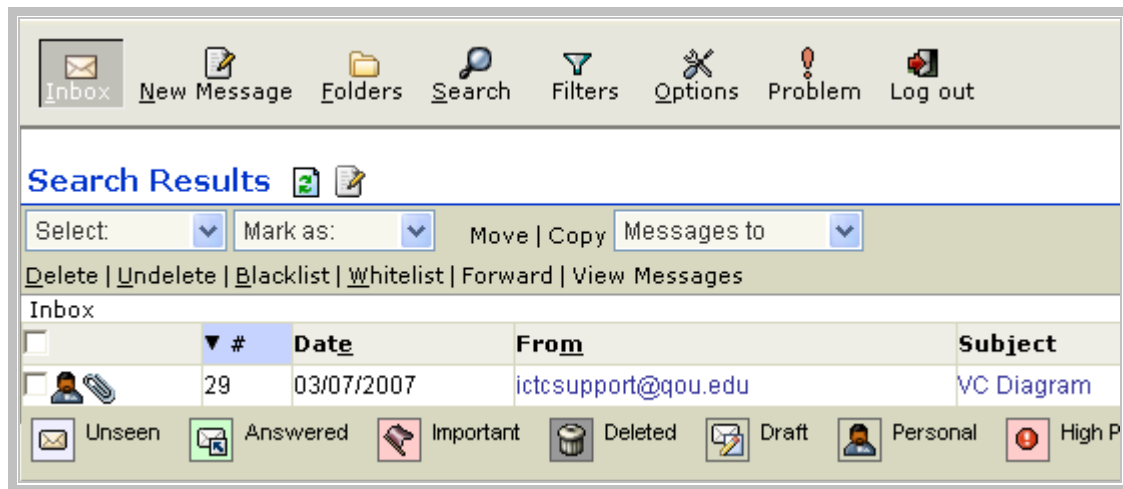 Inbox New Message Folders Search Filters Options Problem Log out
Search Results
Select: Mark as: Move | Copy Messages to
Delete | Undelete | Blacklist | Whitelist | Forward | View Messages
Inbox
# Date From Subject
29 03/07/2007 ictcsupport@qou.edu VC Diagram
Unseen Answered Important Deleted Draft Personal High P